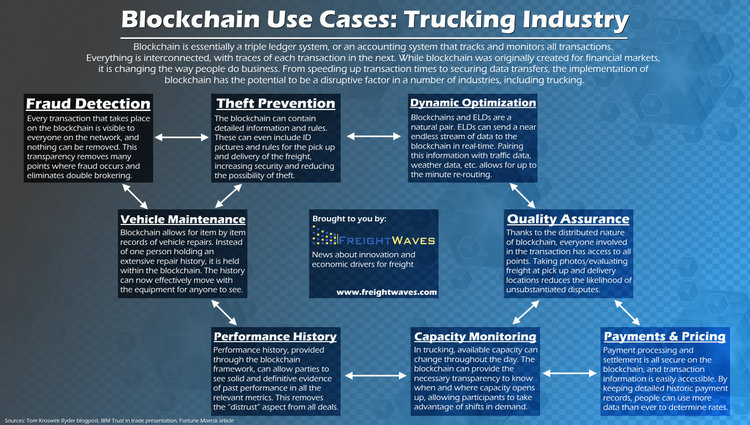 Blockchain Use Cases: Trucking Industry
Blockchain is essentially a triple ledger system, or an accounting system that tracks and monitors all transactions.
Everything is interconnected, with traces of each transaction in the next. While blockchain was originally created for financial markets,
it is changing the way people do business. From speeding up transaction times to securing data transfers, the implementation of
blockchain has the potential to be a disruptive factor in a number of industries, including trucking.
Fraud Detection
Every transaction that takes place
on the blockchain is visible to
everyone on the network, and
nothing can be removed. This
transparency removes many
points where fraud occurs and
eliminates double brokering.
Theft Prevention
The blockchain can contain
detailed information and rules.
These can even include ID
pictures and rules for the pick up
and delivery of the freight,
increasing security and reducing
the possibility of theft.
Dynamic Optimization
Blockchains and ELDs are a
natural pair. ELDs can send a near
endless stream of data to the
blockchain in real-time. Pairing
this information with traffic data,
weather data, etc. allows for up to
the minute re-routing.
Vehicle Maintenance
Blockchain allows for item by item
records of vehicle repairs. Instead
of one person holding an
extensive repair history, it is held
within the blockchain. The history
can now effectively move with
the equipment for anyone to see.
Brought to you by:
FREIGHTWAVES
News about innovation and
economic drivers for freight
www.freightwaves.com
Quality Assurance
Thanks to the distributed nature
of blockchain, everyone involved
in the transaction has access to all
points. Taking photos/evaluating
freight at pick up and delivery
locations reduces the likelihood of
unsubstantiated disputes.
Performance History
Performance history, provided
through the blockchain
framework, can allow parties to
see solid and definitive evidence
of past performance in all the
relevant metrics. This removes
the "distrust" aspect from all deals.
Capacity Monitoring
In trucking, available capacity can
change throughout the day. The
blockchain can provide the
necessary transparency to know
when and where capacity opens
up, allowing participants to take
advantage of shifts in demand.
Payments & Pricing
Payment processing and
settlement is all secure on the
blockchain, and transaction
information is easily accessible. By
keeping detailed historic payment
records, people can use more
data than ever to determine rates.
Sources: Tom Kroswek Ryder blogpost, IBM Trust in trade presentation, Fortune Maersk article